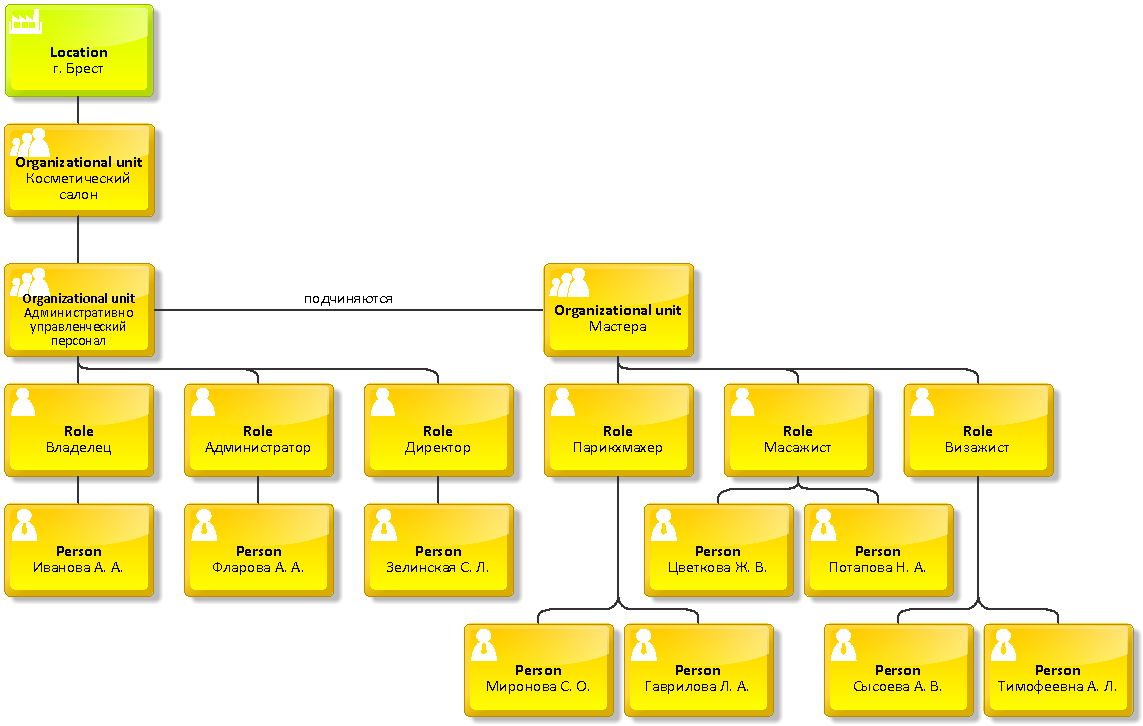 Location
г. Брест
Organizational unit
Косметический
салон
Organizational unit
Административно
управленческий
персонал
подчиняются
Organizational unit
Мастера
Role
Владелец
Role
Администратор
Role
Директор
Role
Парикхмахер
Role
Масажист
Role
Визажист
Person
Иванова А. А.
Person
Фларова А. А.
Person
Зелинская С. Л.
Person
Цветкова Ж. В.
Person
Потапова Н. А.
Person
Миронова С. О.
Person
Гаврилова Л. А.
Person
Сысоева А. В.
Person
Тимофеевна А. Л.